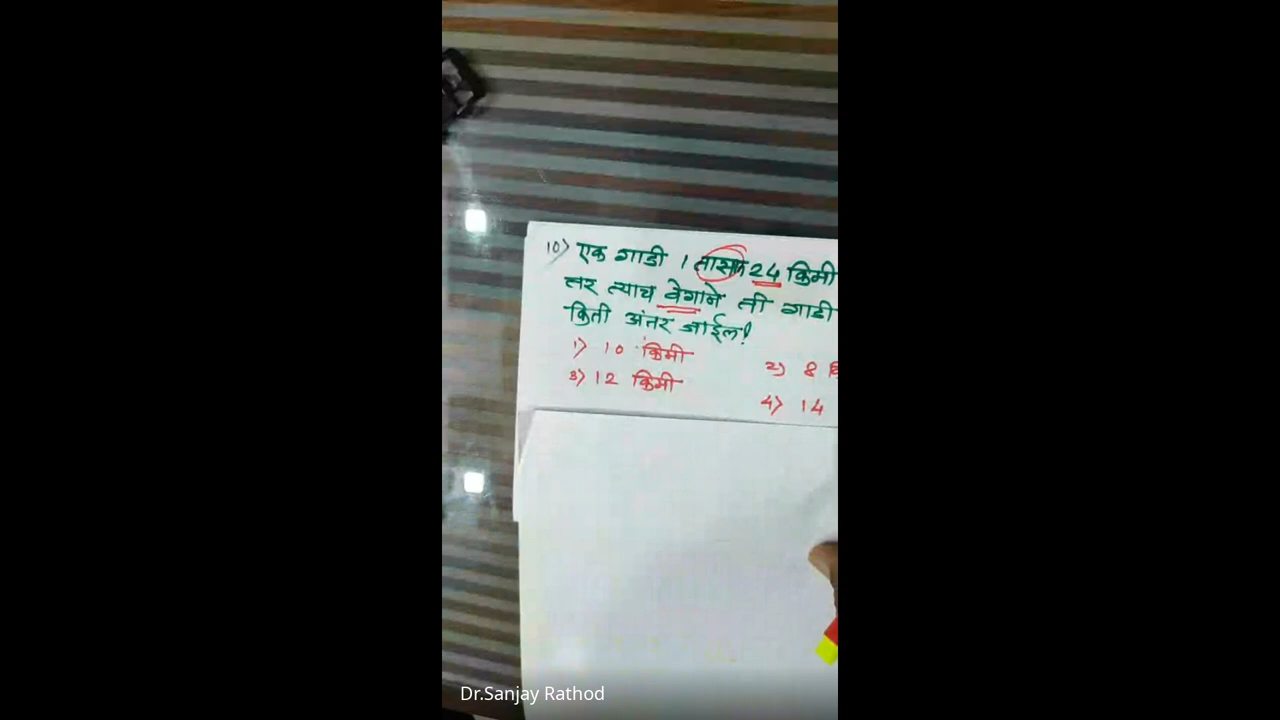 10) एक गाडी 1 तासात 24 किमी
तर त्याच वेगाने ती गाडी
किती अंतर जाईल?
1) 10 किमी
2) 8 कि
3) 12 किमी
4) 14
Dr.Sanjay Rathod